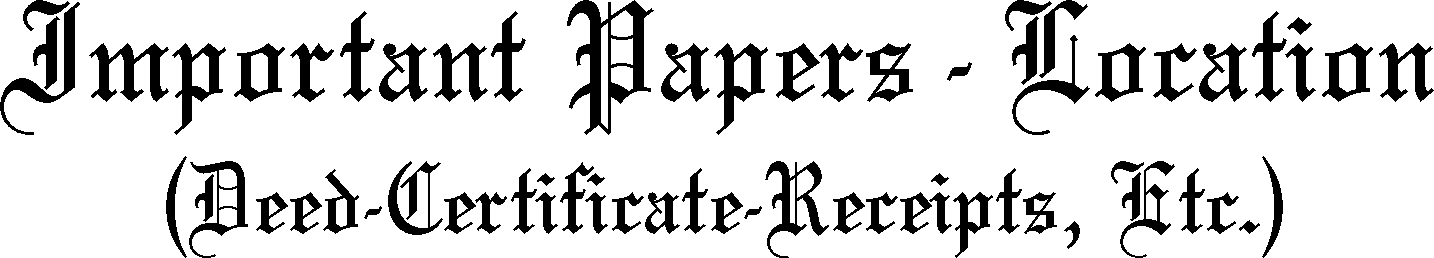 Important Papers - Location
(Deed-Certificate-Receipts, Etc.)